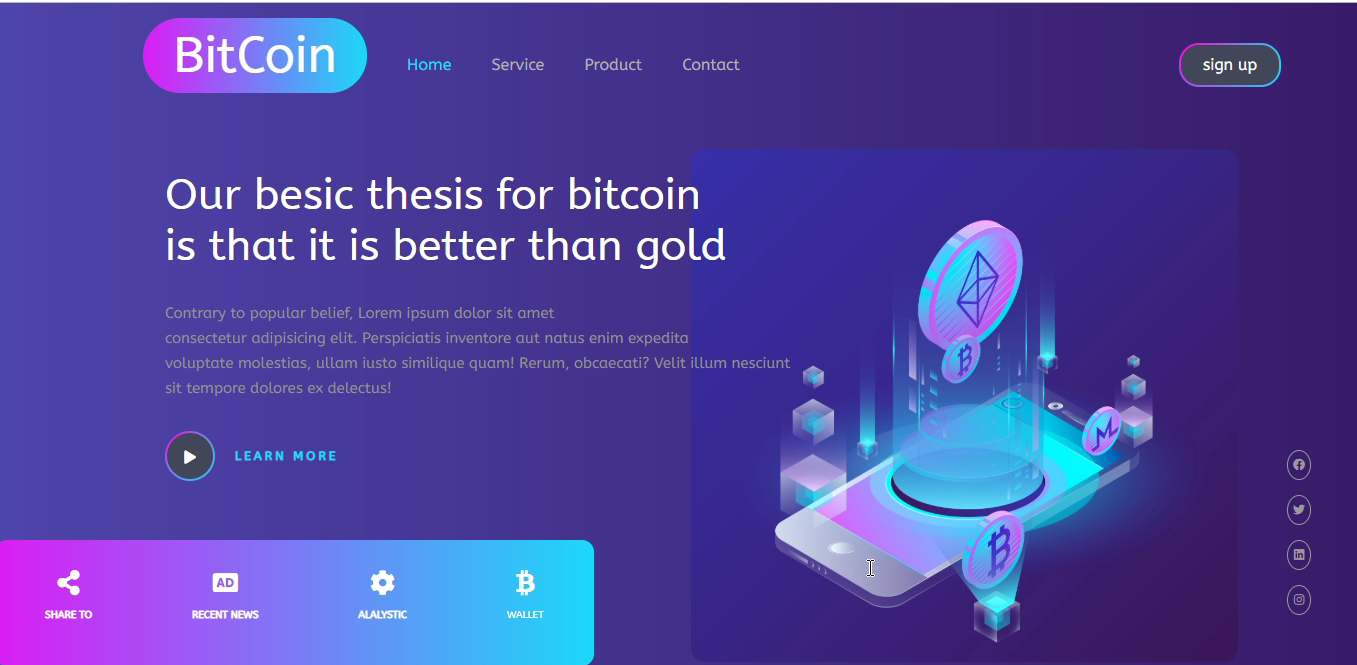 BitCoin
Home Service Product Contact
sign up
Our besic thesis for bitcoin
is that it is better than gold
Contrary to popular belief, Lorem ipsum dolor sit amet
consectetur adipisicing elit. Perspiciatis inventore aut natus enim expedita
voluptate molestias, ullam iusto similique quam! Rerum, obcaecati? Velit illum nesciunt
sit tempore dolores ex delectus!
LEARN MORE
AD
SHARE TO RECENT NEWS ALALYSTIC WALLET